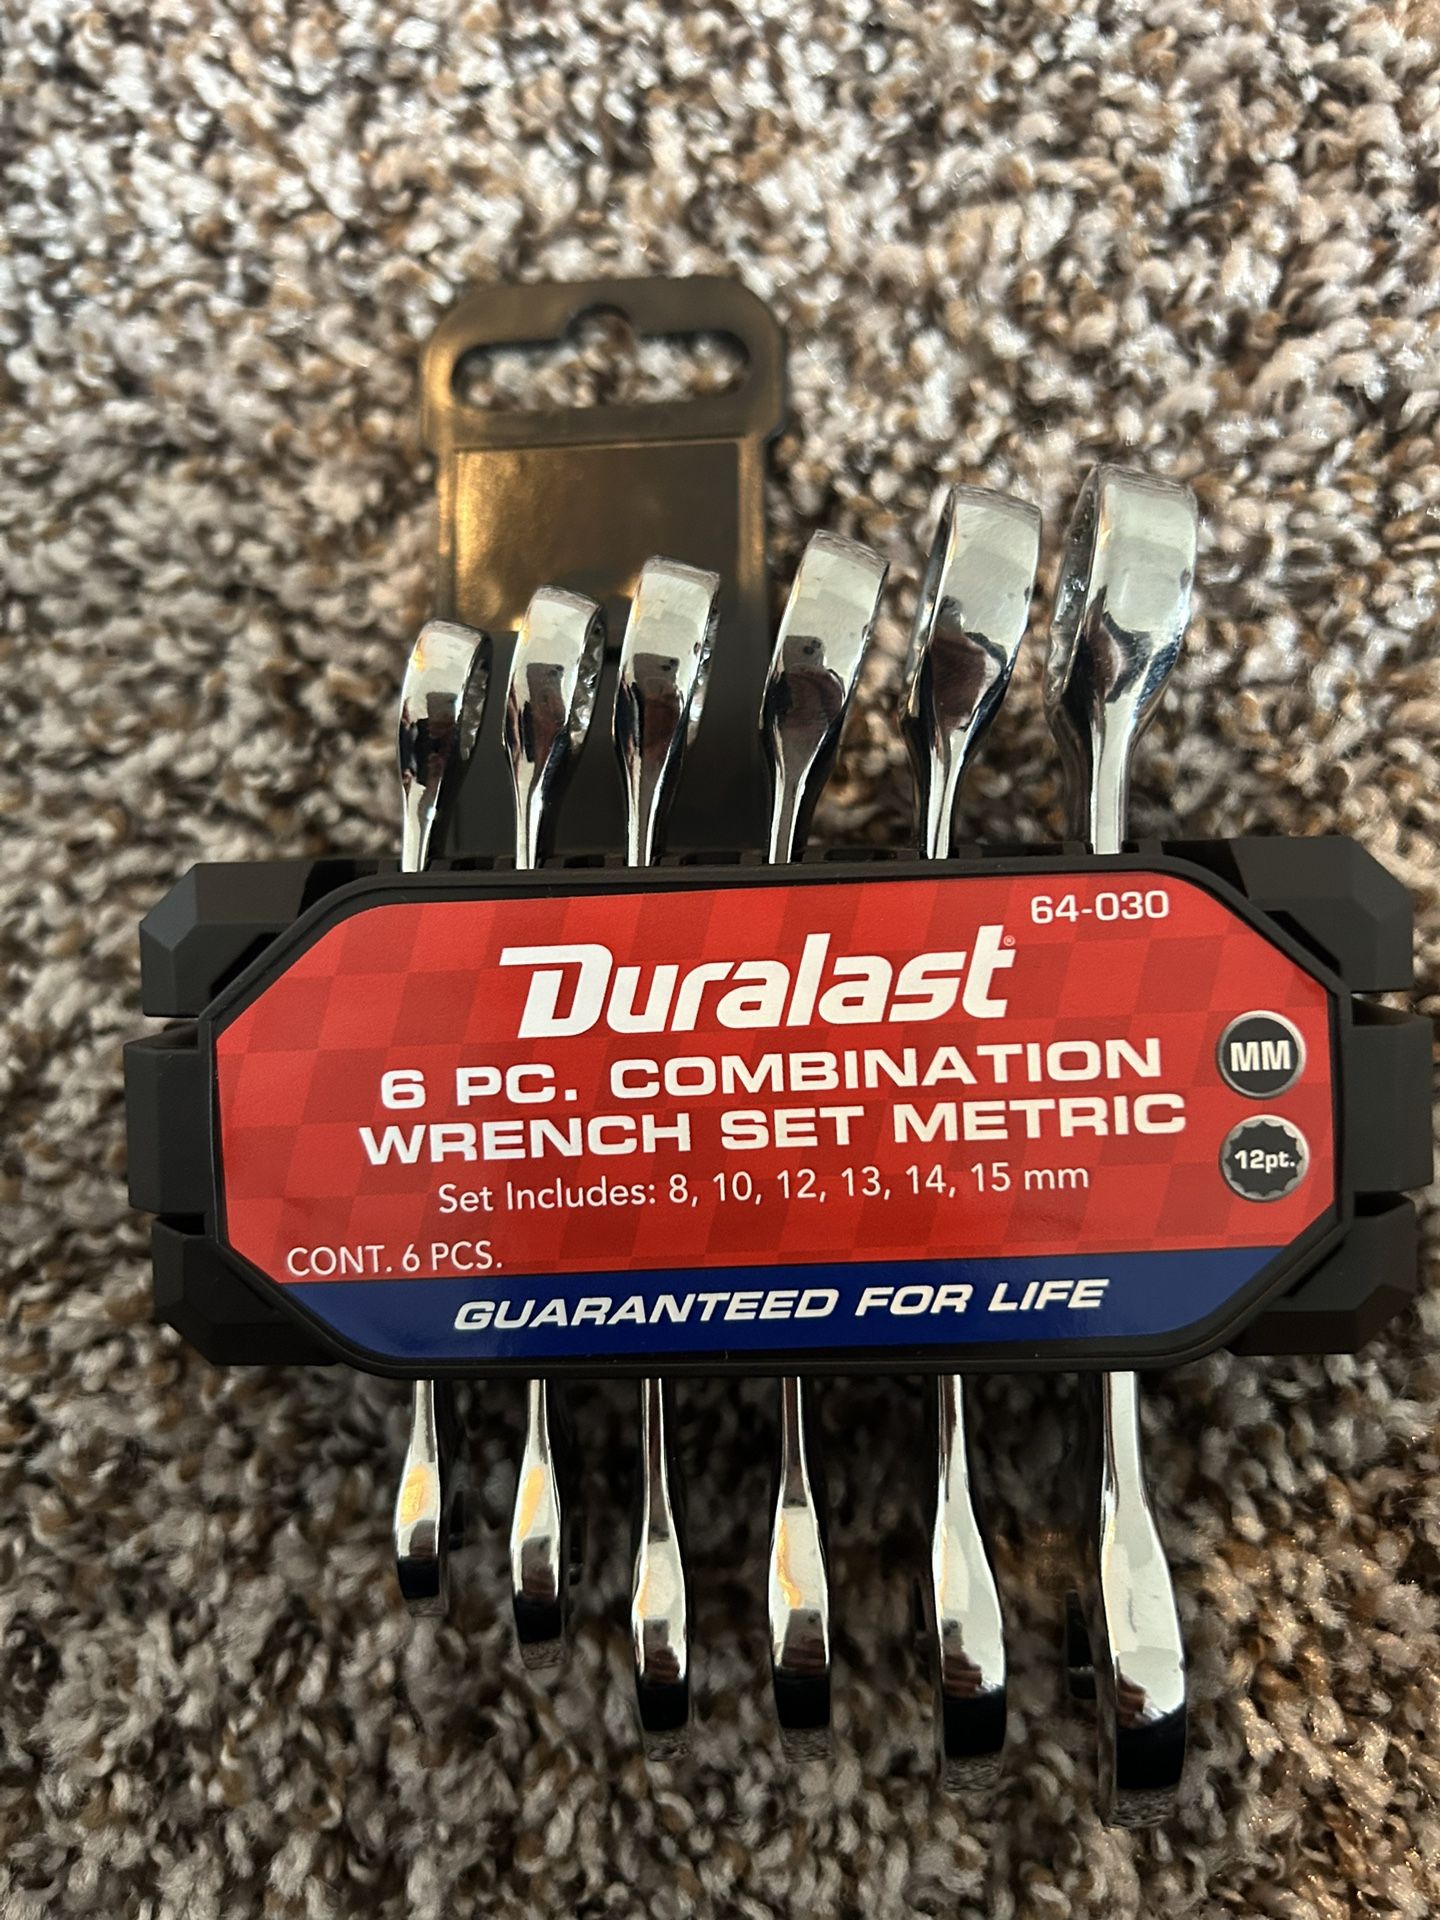 64-030
Duralast®
6 PC. COMBINATION
WRENCH SET METRIC
MM
12pt.
Set Includes: 8, 10, 12, 13, 14, 15 mm
CONT. 6 PCS.
GUARANTEED FOR LIFE